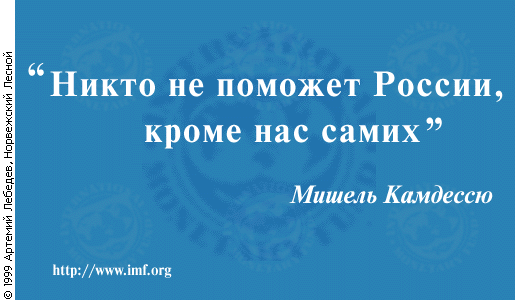 “Никто не поможет России,
кроме нас самих”
Мишель Камдессю
http://www.imf.org
© 1999 Артемий Лебедев, Норвежский Лесной